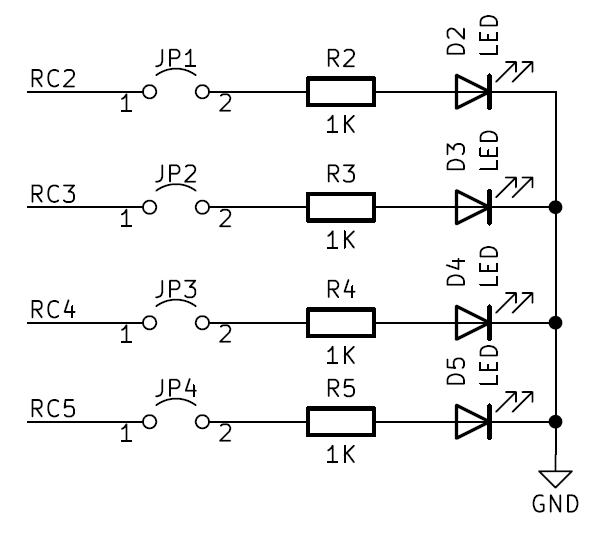 D2 LED
RC2 JP1 1 2 R2 1K
D3 LED
RC3 JP2 1 2 R3 1K
D4 LED
RC4 JP3 1 2 R4 1K
D5 LED
RC5 JP4 1 2 R5 1K
GND